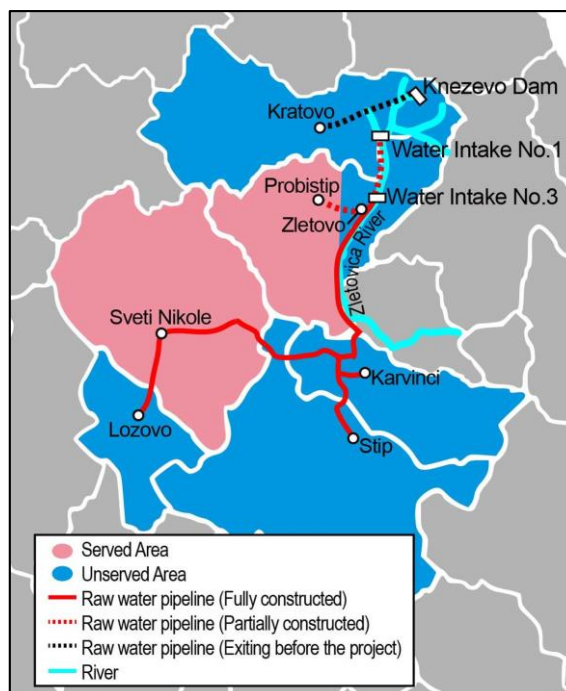 Knezevo Dam
Kratovo
Water Intake No.1
Probistip
Water Intake No.3
Zletovo
Zletovica River
Sveti Nikole
Karvinci
Lozovo
Stip
Served Area
Unserved Area
Raw water pipeline (Fully constructed)
Raw water pipeline (Partially constructed)
Raw water pipeline (Exiting before the project)
River